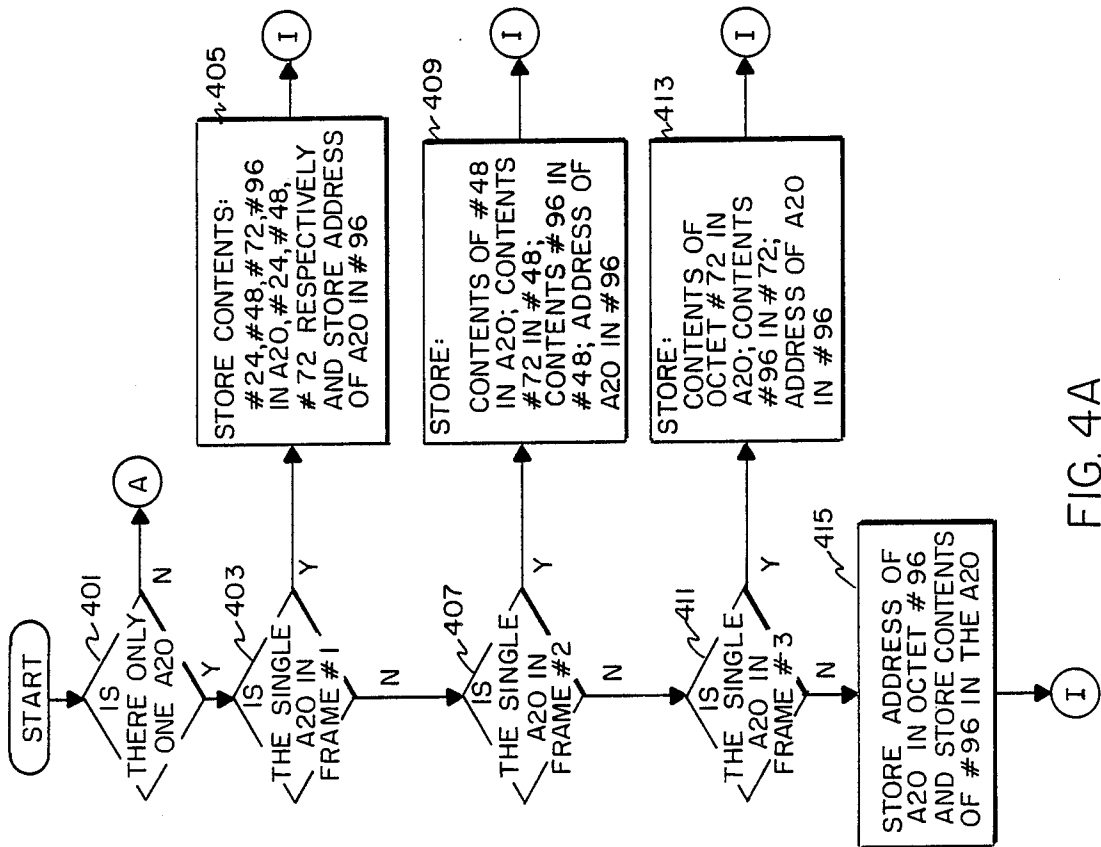 START
401
IS
THERE ONLY
ONE A20
N
A
Y
403
IS
THE SINGLE
A20 IN
FRAME #1
Y
405
STORE CONTENTS:
#24,#48,#72,#96
IN A20,#24,#48,
#72 RESPECTIVELY
AND STORE ADDRESS
OF A20 IN #96
I
N
407
IS
THE SINGLE
A20 IN
FRAME #2
Y
409
STORE:
CONTENTS OF #48
IN A20; CONTENTS
#72 IN #48;
CONTENTS #96 IN
#48; ADDRESS OF
A20 IN #96
I
N
411
IS
THE SINGLE
A20 IN
FRAME #3
Y
413
STORE:
CONTENTS OF
OCTET #72 IN
A20; CONTENTS
#96 IN #72;
ADDRESS OF A20
IN #96
I
N
415
STORE ADDRESS OF
A20 IN OCTET #96
AND STORE CONTENTS
OF #96 IN THE A20
I
FIG. 4A